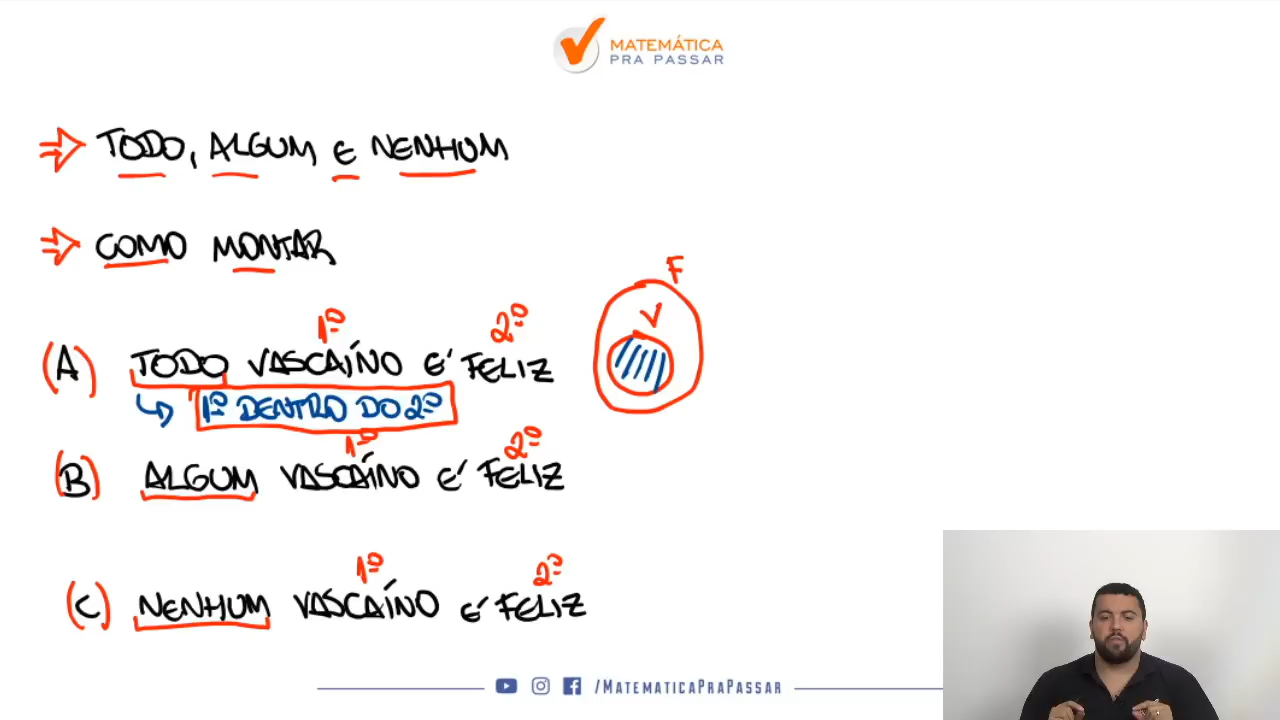 MATEMÁTICA
PRA PASSAR
⇒ TODO, ALGUM E NENHUM
⇒ COMO MONTAR
F
V
1º 2º
(A) TODO VASCAÍNO É FELIZ
↳ 1º DENTRO DO 2º
1º 2º
(B) ALGUM VASCAÍNO É FELIZ
1º 2º
(C) NENHUM VASCAÍNO É FELIZ
/MATEMATICAPRAPASSAR